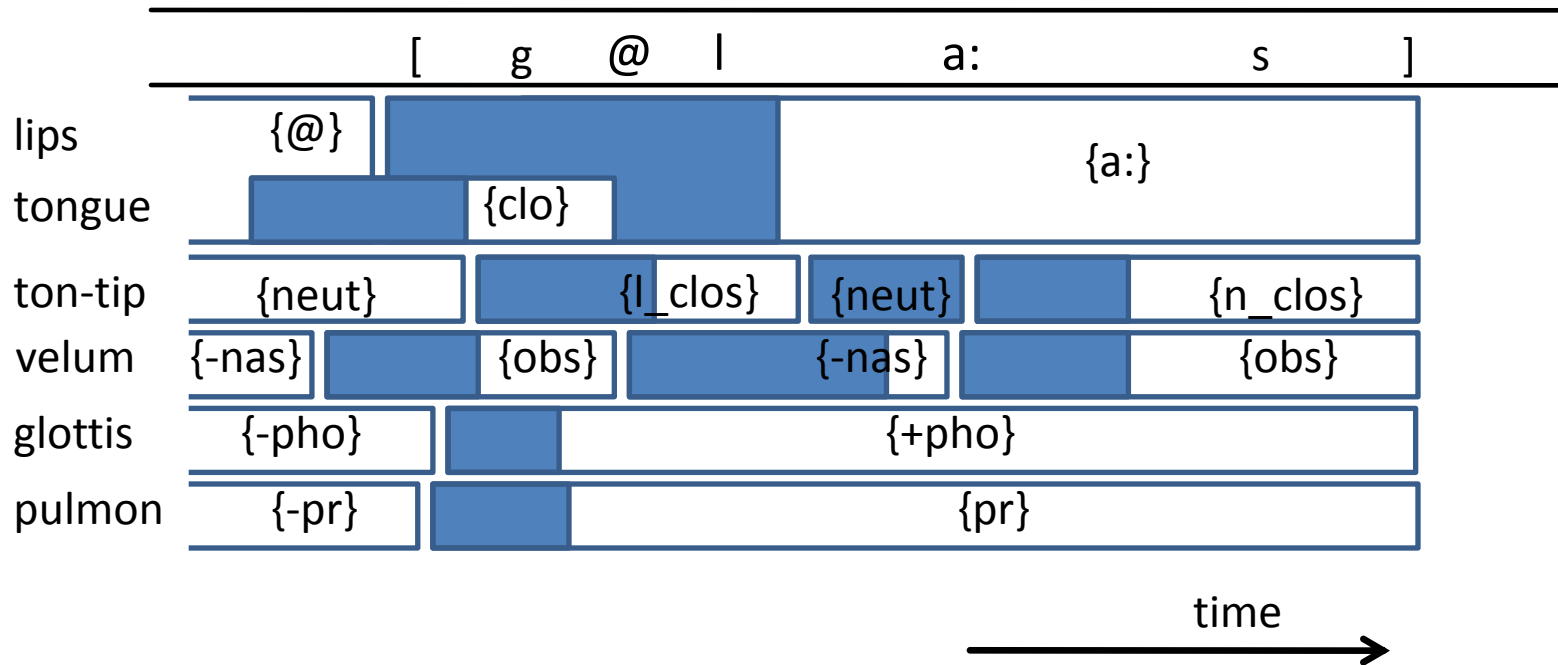 [ g @ l a: s ]
lips {@} {a:}
tongue {clo}
ton-tip {neut} {l_clos} {neut} {n_clos}
velum {-nas} {obs} {-nas} {obs}
glottis {-pho} {+pho}
pulmon {-pr} {pr}
time